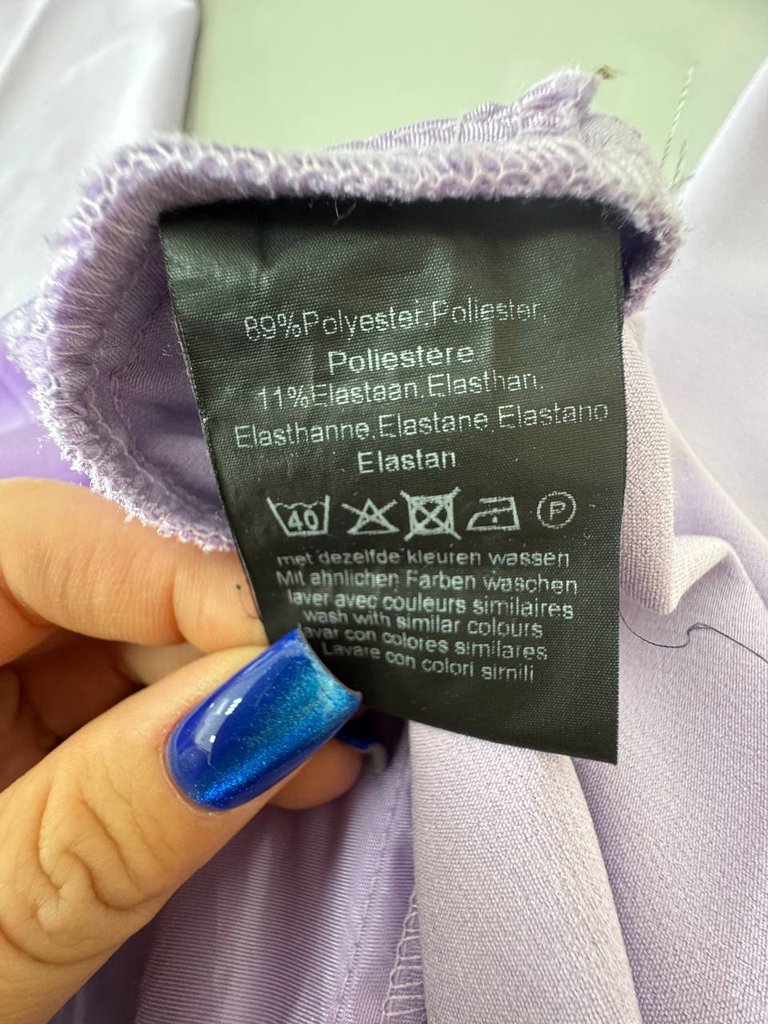 89%Polyester.Poliester.
Poliestere
11%Elastaan.Elasthan.
Elasthanne.Elastane.Elastano
Elastan
40 P
met dezelfde kleuren wassen
Mit ähnlichen Farben waschen
laver avec couleurs similaires
wash with similar colours
lavar con colores similares
Lavare con colori simili